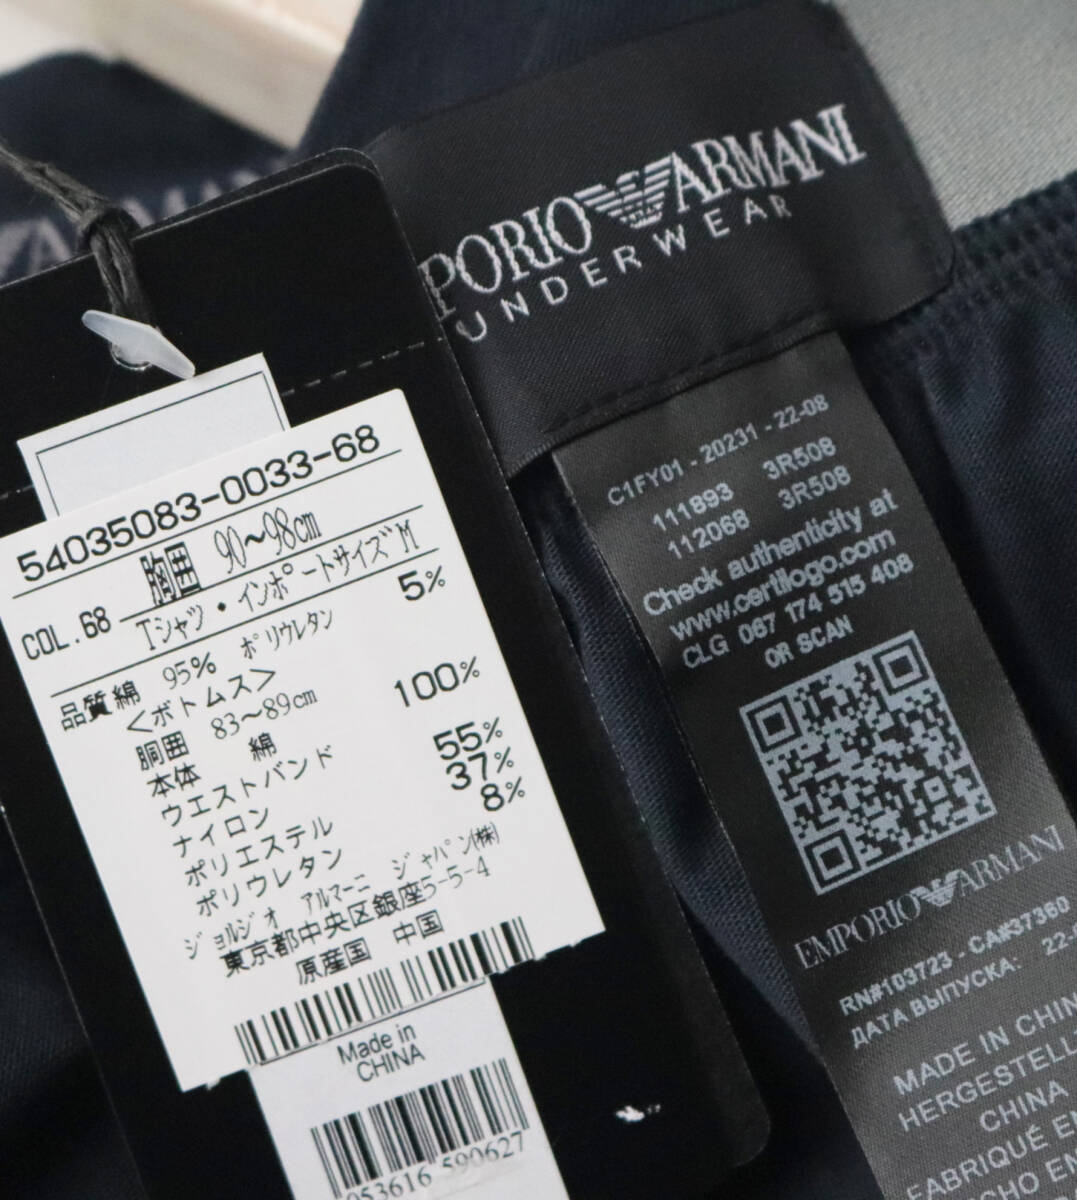 PORIO ARMANI
UNDERWEAR
54035083-0033-68
胸囲 90~98cm
COL.68
Tシャツ・インポートサイズM
品質綿 95% ポリウレタン 5%
<ボトムス>
胴囲 83~89cm
本体 綿 100%
ウエストバンド
ナイロン 55%
ポリエステル 37%
ポリウレタン 8%
ジョルジオ アルマーニ ジャパン(株)
東京都中央区銀座5-5-4
原産国 中国
Made in
CHINA
053616 590627
C1FY01 - 20231 - 22-08
111893 3R508
112068 3R508
Check authenticity at
www.certilogo.com
CLG 067 174 515 408
OR SCAN
EMPORIO ARMANI
RN#103723 - CA#37360
ДАТА ВЫПУСКА: 22-
MADE IN CHIN
HERGESTELL
CHINA
FABRIQUÉ EN
HO EN